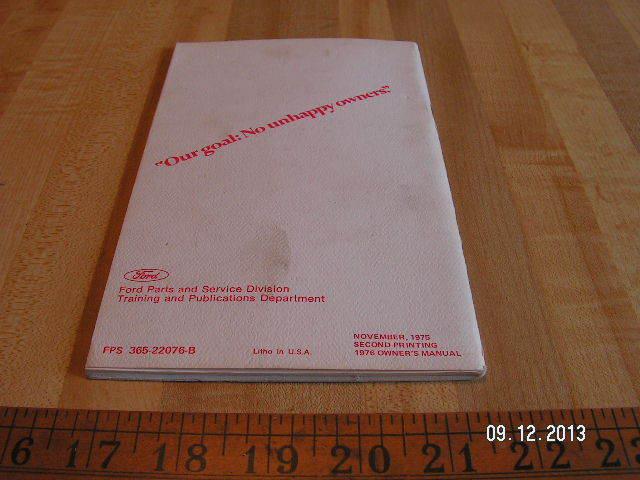 "Our goal: No unhappy owners."
Ford
Ford Parts and Service Division
Training and Publications Department
FPS 365-22076-B
Litho in U.S.A.
NOVEMBER, 1975
SECOND PRINTING
1976 OWNER'S MANUAL
6 17 18 19 20 21 22 23
09.12.2013